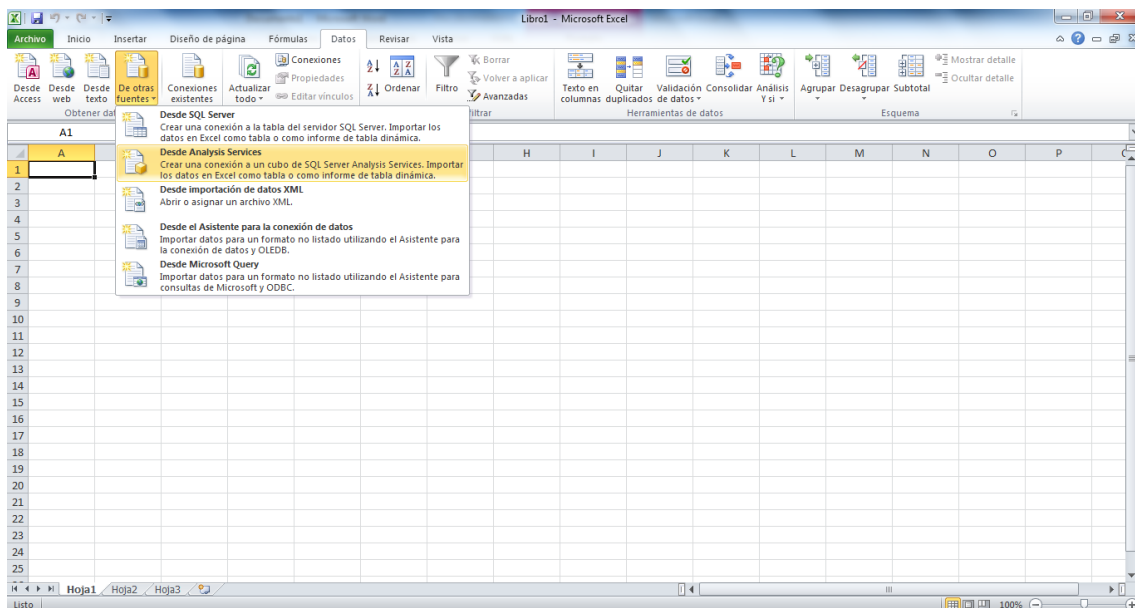 Libro1 - Microsoft Excel
Archivo Inicio Insertar Diseño de página Fórmulas Datos Revisar Vista
Desde Access
Desde web
Desde texto
De otras fuentes
Conexiones existentes
Actualizar todo
Conexiones
Propiedades
Editar vínculos
Ordenar
Filtro
Borrar
Volver a aplicar
Avanzadas
Texto en columnas
Quitar duplicados
Validación de datos
Consolidar
Análisis Y si
Agrupar
Desagrupar
Subtotal
Mostrar detalle
Ocultar detalle
Herramientas de datos
Esquema
A1
Desde SQL Server
Crear una conexión a la tabla del servidor SQL Server. Importar los
datos en Excel como tabla o como informe de tabla dinámica.
Desde Analysis Services
Crear una conexión a un cubo de SQL Server Analysis Services. Importar
los datos en Excel como tabla o como informe de tabla dinámica.
Desde importación de datos XML
Abrir o asignar un archivo XML.
Desde el Asistente para la conexión de datos
Importar datos para un formato no listado utilizando el Asistente para
la conexión de datos y OLEDB.
Desde Microsoft Query
Importar datos para un formato no listado utilizando el Asistente para
consultas de Microsoft y ODBC.
A H I J K L M N O P
1
2
3
4
5
6
7
8
9
10
11
12
13
14
15
16
17
18
19
20
21
22
23
24
25
Hoja1 Hoja2 Hoja3
Listo
100%